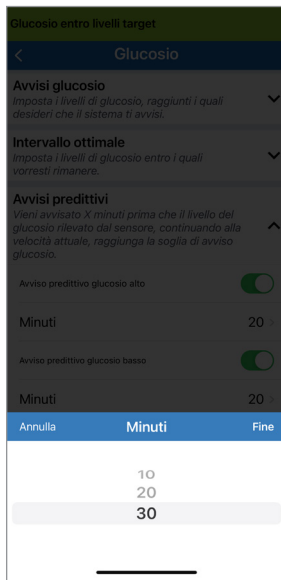 Glucosio entro livelli target
Glucosio
Avvisi glucosio
Imposta i livelli di glucosio, raggiunti i quali
desideri che il sistema ti avvisi.
Intervallo ottimale
Imposta i livelli di glucosio entro i quali
vorresti rimanere.
Avvisi predittivi
Vieni avvisato X minuti prima che il livello del
glucosio rilevato dal sensore, continuando alla
velocità attuale, raggiunga la soglia di avviso
glucosio.
Avviso predittivo glucosio alto
Minuti 20
Avviso predittivo glucosio basso
Minuti 20
Annulla Minuti Fine
10
20
30